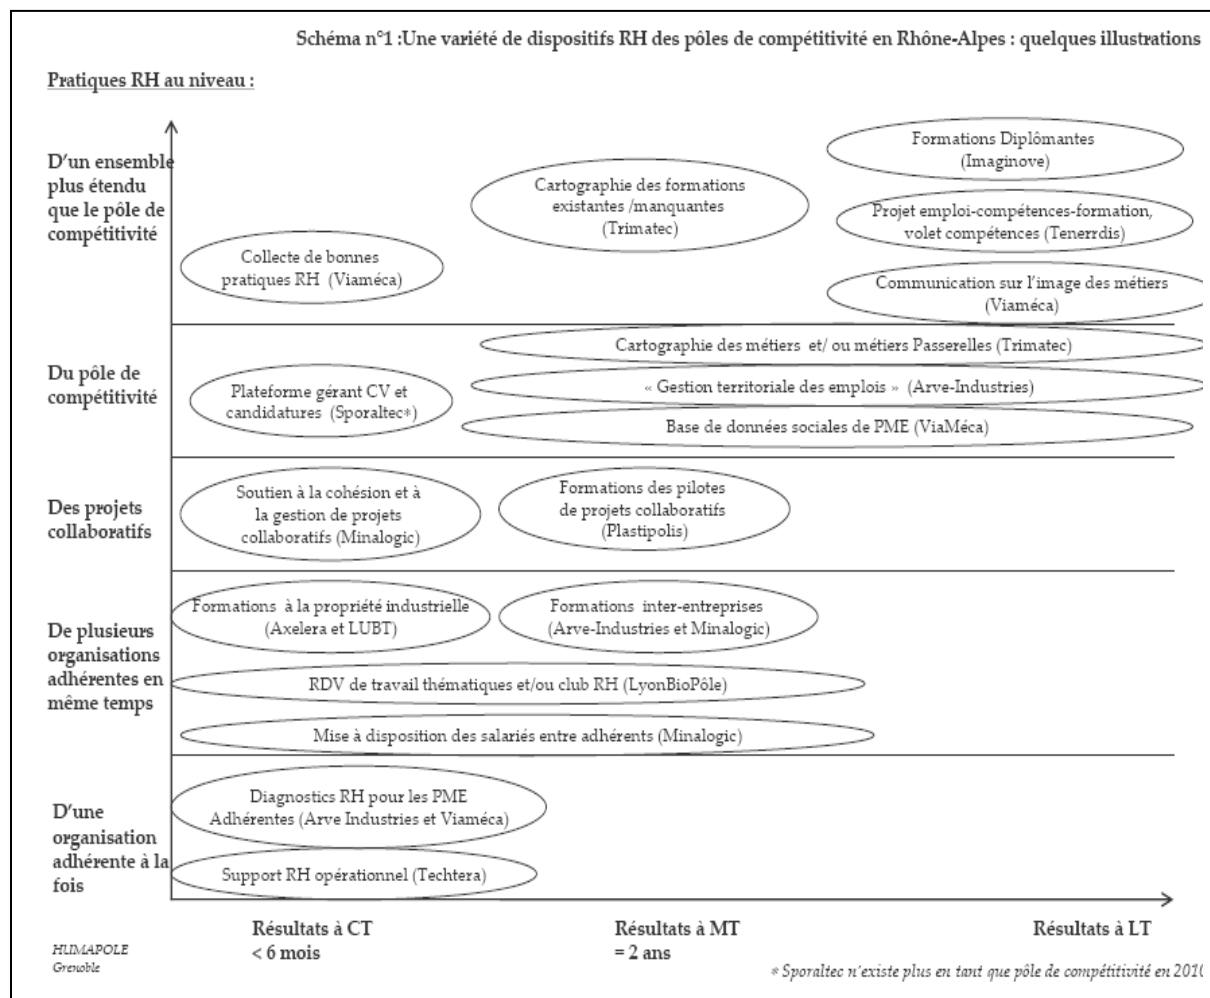 Schéma n°1 :Une variété de dispositifs RH des pôles de compétitivité en Rhône-Alpes : quelques illustrations
Pratiques RH au niveau :
D’un ensemble
plus étendu
que le pôle de
compétitivité
Formations Diplômantes
(Imaginove)
Cartographie des formations
existantes /manquantes
(Trimatec)
Projet emploi-compétences-formation,
volet compétences (Tenerrdis)
Collecte de bonnes
pratiques RH (Viaméca)
Communication sur l’image des métiers
(Viaméca)
Du pôle de
compétitivité
Cartographie des métiers et/ ou métiers Passerelles (Trimatec)
Plateforme gérant CV et
candidatures (Sporaltec*)
« Gestion territoriale des emplois » (Arve-Industries)
Base de données sociales de PME (ViaMéca)
Des projets
collaboratifs
Soutien à la cohésion et à
la gestion de projets
collaboratifs (Minalogic)
Formations des pilotes
de projets collaboratifs
(Plastipolis)
De plusieurs
organisations
adhérentes en
même temps
Formations à la propriété industrielle
(Axelera et LUBT)
Formations inter-entreprises
(Arve-Industries et Minalogic)
RDV de travail thématiques et/ou club RH (LyonBioPôle)
Mise à disposition des salariés entre adhérents (Minalogic)
D’une
organisation
adhérente à la
fois
Diagnostics RH pour les PME
Adhérentes (Arve Industries et Viaméca)
Support RH opérationnel (Techtera)
Résultats à CT
< 6 mois
Résultats à MT
= 2 ans
Résultats à LT
HUMAPOLE
Grenoble
* Sporaltec n’existe plus en tant que pôle de compétitivité en 2010